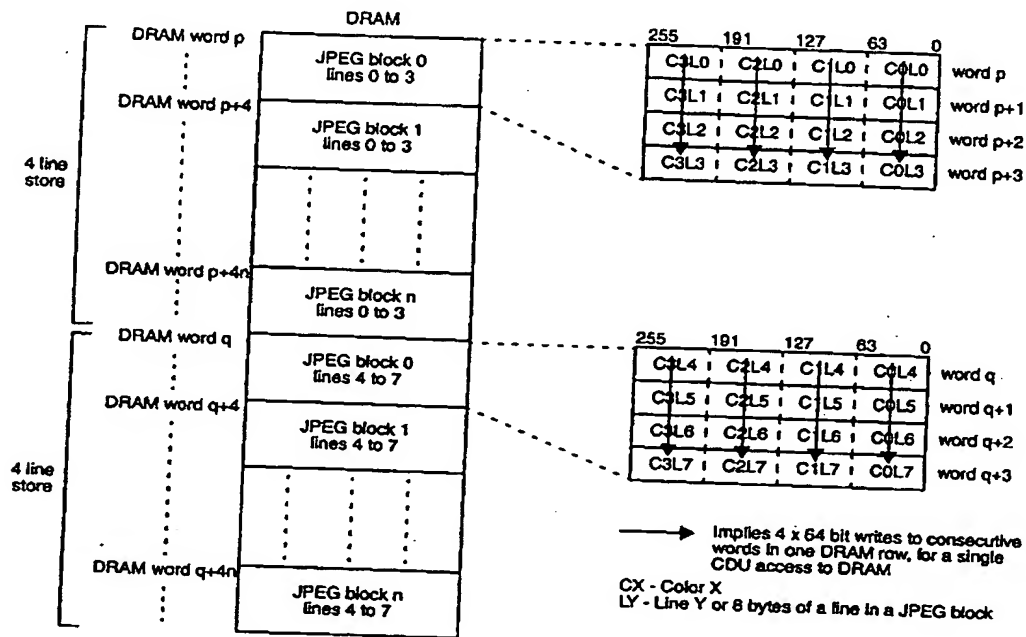 DRAM
DRAM word p
JPEG block 0
lines 0 to 3
DRAM word p+4
JPEG block 1
lines 0 to 3
4 line
store
DRAM word p+4n
JPEG block n
lines 0 to 3
DRAM word q
JPEG block 0
lines 4 to 7
DRAM word q+4
JPEG block 1
lines 4 to 7
4 line
store
DRAM word q+4n
JPEG block n
lines 4 to 7
255 191 127 63 0
C3L0 C2L0 C1L0 C0L0 word p
C3L1 C2L1 C1L1 C0L1 word p+1
C3L2 C2L2 C1L2 C0L2 word p+2
C3L3 C2L3 C1L3 C0L3 word p+3
255 191 127 63 0
C3L4 C2L4 C1L4 C0L4 word q
C3L5 C2L5 C1L5 C0L5 word q+1
C3L6 C2L6 C1L6 C0L6 word q+2
C3L7 C2L7 C1L7 C0L7 word q+3
Implies 4 x 64 bit writes to consecutive
words in one DRAM row, for a single
CDU access to DRAM
CX - Color X
LY - Line Y or 8 bytes of a line in a JPEG block